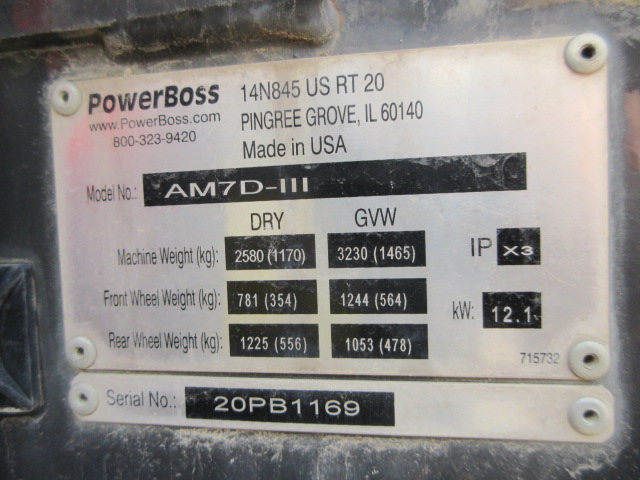 PowerBoss
www.PowerBoss.com
800-323-9420
14N845 US RT 20
PINGREE GROVE, IL 60140
Made in USA
Model No.: AM7D-III
DRY GVW
Machine Weight (kg): 2580 (1170) 3230 (1465) IP X3
Front Wheel Weight (kg): 781 (354) 1244 (564) kW: 12.1
Rear Wheel Weight (kg): 1225 (556) 1053 (478)
715732
Serial No.: 20PB1169